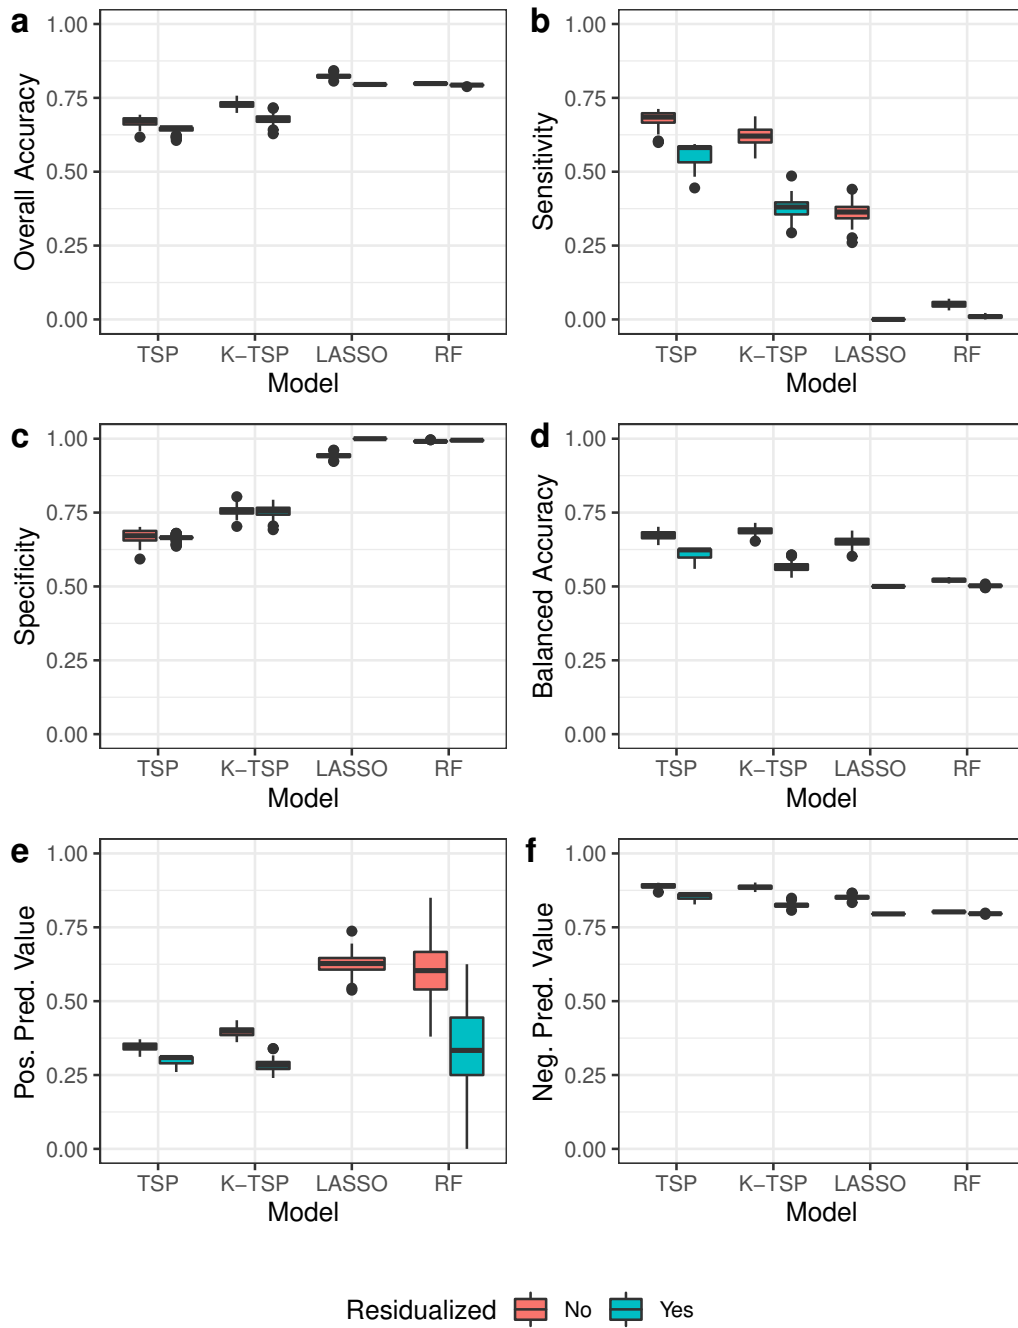 a
b
1.00
0.75
0.50
0.25
0.00
Overall Accuracy
TSP K−TSP LASSO RF
Model
1.00
0.75
0.50
0.25
0.00
Sensitivity
TSP K−TSP LASSO RF
Model
c
d
1.00
0.75
0.50
0.25
0.00
Specificity
TSP K−TSP LASSO RF
Model
1.00
0.75
0.50
0.25
0.00
Balanced Accuracy
TSP K−TSP LASSO RF
Model
e
f
1.00
0.75
0.50
0.25
0.00
Pos. Pred. Value
TSP K−TSP LASSO RF
Model
1.00
0.75
0.50
0.25
0.00
Neg. Pred. Value
TSP K−TSP LASSO RF
Model
Residualized No Yes